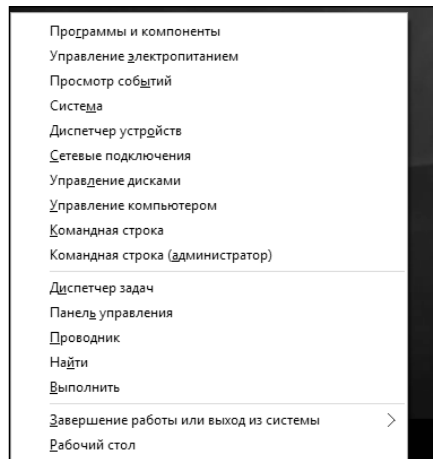 Программы и компоненты
Управление электропитанием
Просмотр событий
Система
Диспетчер устройств
Сетевые подключения
Управление дисками
Управление компьютером
Командная строка
Командная строка (администратор)
Диспетчер задач
Панель управления
Проводник
Найти
Выполнить
Завершение работы или выход из системы
Рабочий стол